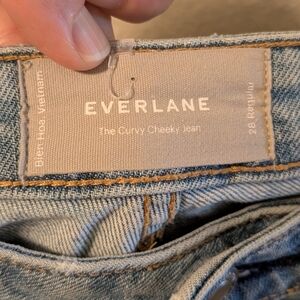 Bien Hoa, Vietnam
EVERLANE
The Curvy Cheeky Jean
28 Regular